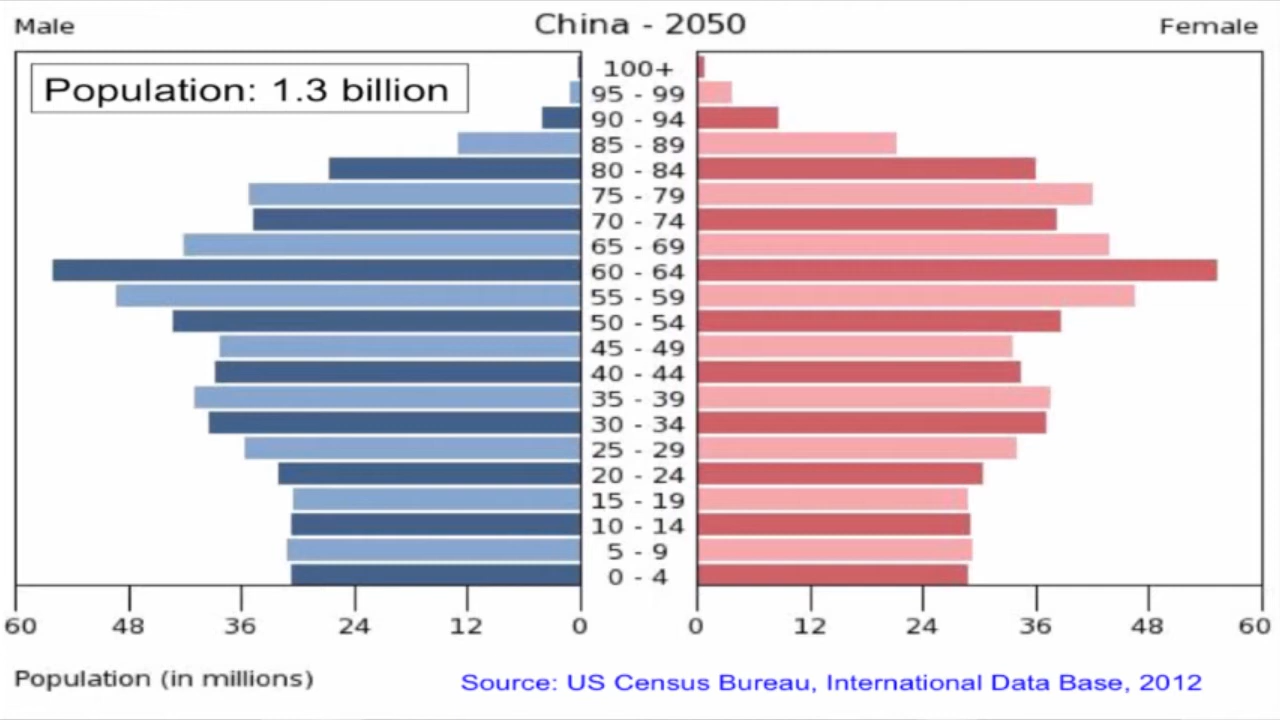 Male China - 2050 Female
Population: 1.3 billion
100+
95 - 99
90 - 94
85 - 89
80 - 84
75 - 79
70 - 74
65 - 69
60 - 64
55 - 59
50 - 54
45 - 49
40 - 44
35 - 39
30 - 34
25 - 29
20 - 24
15 - 19
10 - 14
5 - 9
0 - 4
60 48 36 24 12 0 0 12 24 36 48 60
Population (in millions)
Source: US Census Bureau, International Data Base, 2012